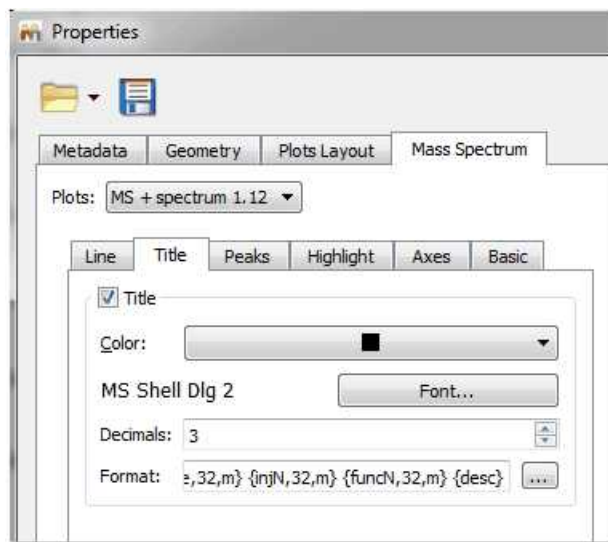 Properties
Metadata Geometry Plots Layout Mass Spectrum
Plots: MS + spectrum 1.12
Line Title Peaks Highlight Axes Basic
Title
Color:
MS Shell Dlg 2 Font...
Decimals: 3
Format: e,32,m} {injN,32,m} {funcN,32,m} {desc} ...